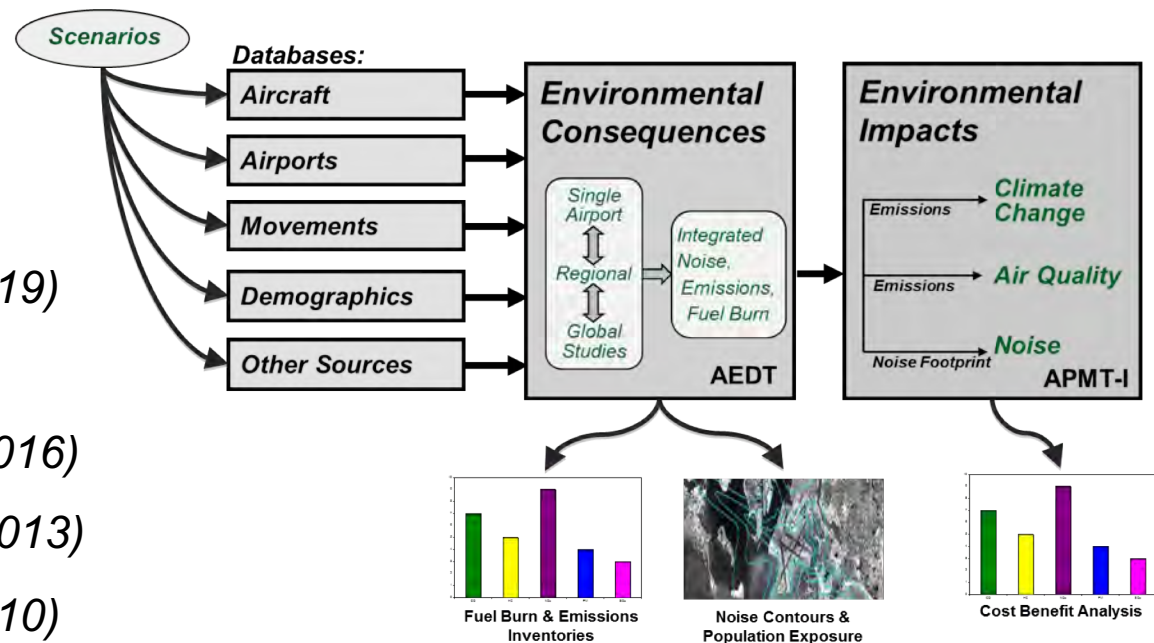 Scenarios
Databases:
Aircraft
Airports
Movements
Demographics
Other Sources
19)
016)
013)
10)
Environmental
Consequences
Single
Airport
Regional
Global
Studies
Integrated
Noise,
Emissions,
Fuel Burn
AEDT
Environmental
Impacts
Emissions
Climate
Change
Emissions
Air Quality
Noise Footprint
Noise
APMT-I
Fuel Burn & Emissions
Inventories
Noise Contours &
Population Exposure
Cost Benefit Analysis